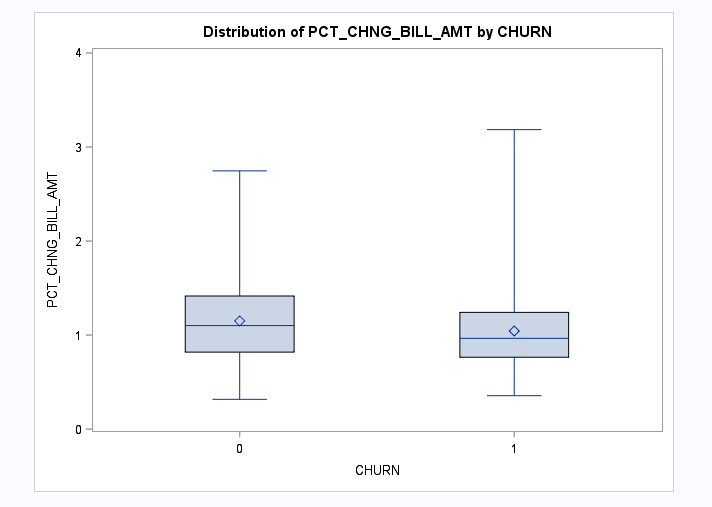 Distribution of PCT_CHNG_BILL_AMT by CHURN
4
3
2
1
0
PCT_CHNG_BILL_AMT
0
1
CHURN